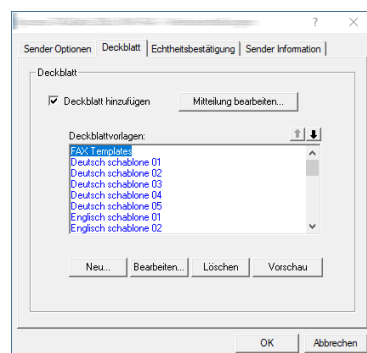 Sender Optionen Deckblatt Echtheitsbestätigung Sender Information
Deckblatt
Deckblatt hinzufügen Mitteilung bearbeiten...
Deckblattvorlagen:
FAX Templates
Deutsch schablone 01
Deutsch schablone 02
Deutsch schablone 03
Deutsch schablone 04
Deutsch schablone 05
Englisch schablone 01
Englisch schablone 02
Neu... Bearbeiten... Löschen Vorschau
OK Abbrechen